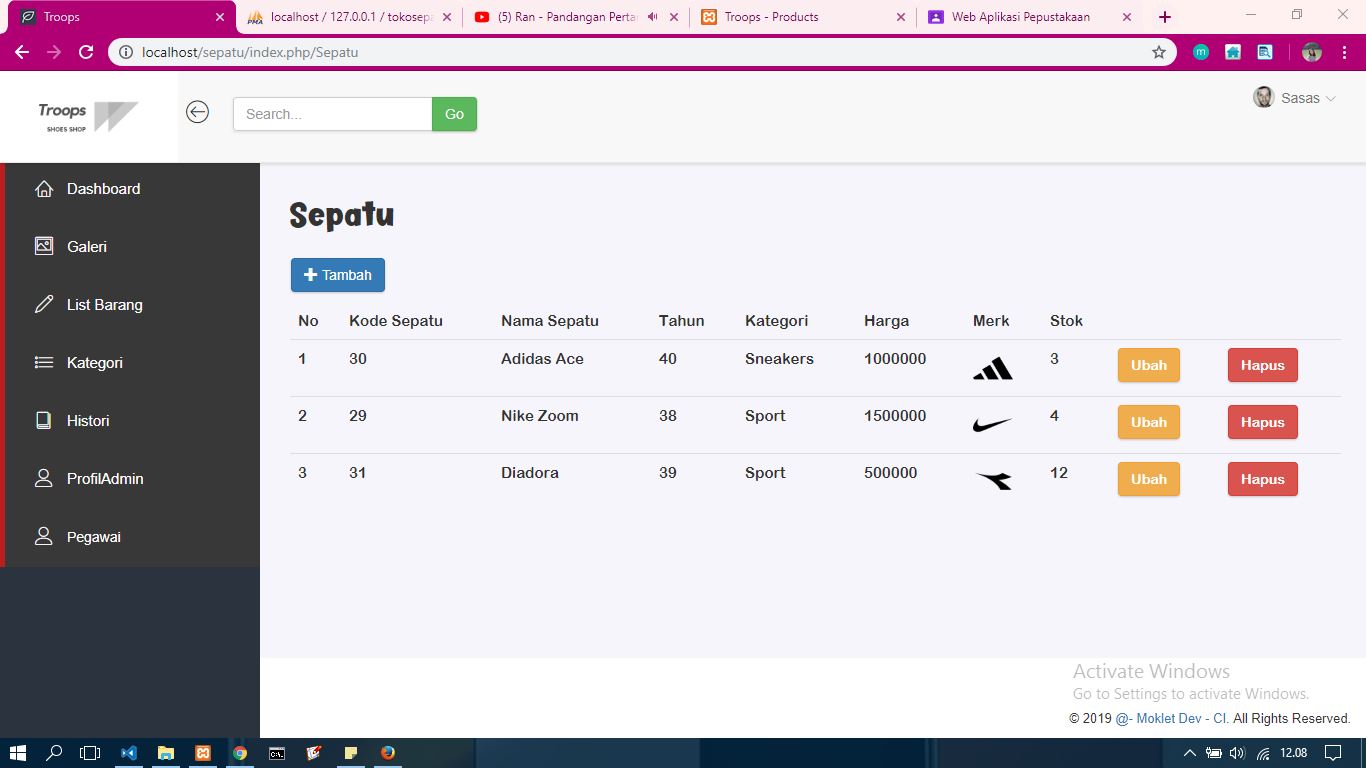 Troops
localhost / 127.0.0.1 / tokosepa
(5) Ran - Pandangan Pertan
Troops - Products
Web Aplikasi Pepustakaan
localhost/sepatu/index.php/Sepatu
Troops
SHOES SHOP
Search...
Go
Sasas
Dashboard
Galeri
List Barang
Kategori
Histori
ProfilAdmin
Pegawai
Sepatu
Tambah
No Kode Sepatu Nama Sepatu Tahun Kategori Harga Merk Stok
1 30 Adidas Ace 40 Sneakers 1000000 3 Ubah Hapus
2 29 Nike Zoom 38 Sport 1500000 4 Ubah Hapus
3 31 Diadora 39 Sport 500000 12 Ubah Hapus
Activate Windows
Go to Settings to activate Windows.
© 2019 @- Moklet Dev - CI. All Rights Reserved.
12.08